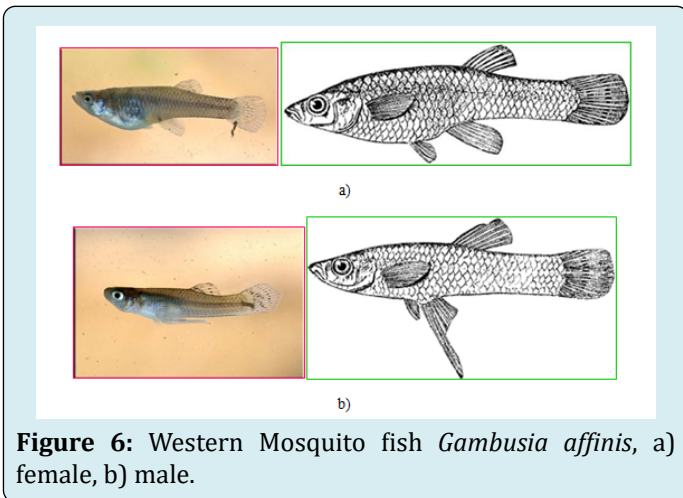 a)
b)
Figure 6: Western Mosquito fish Gambusia affinis, a)
female, b) male.